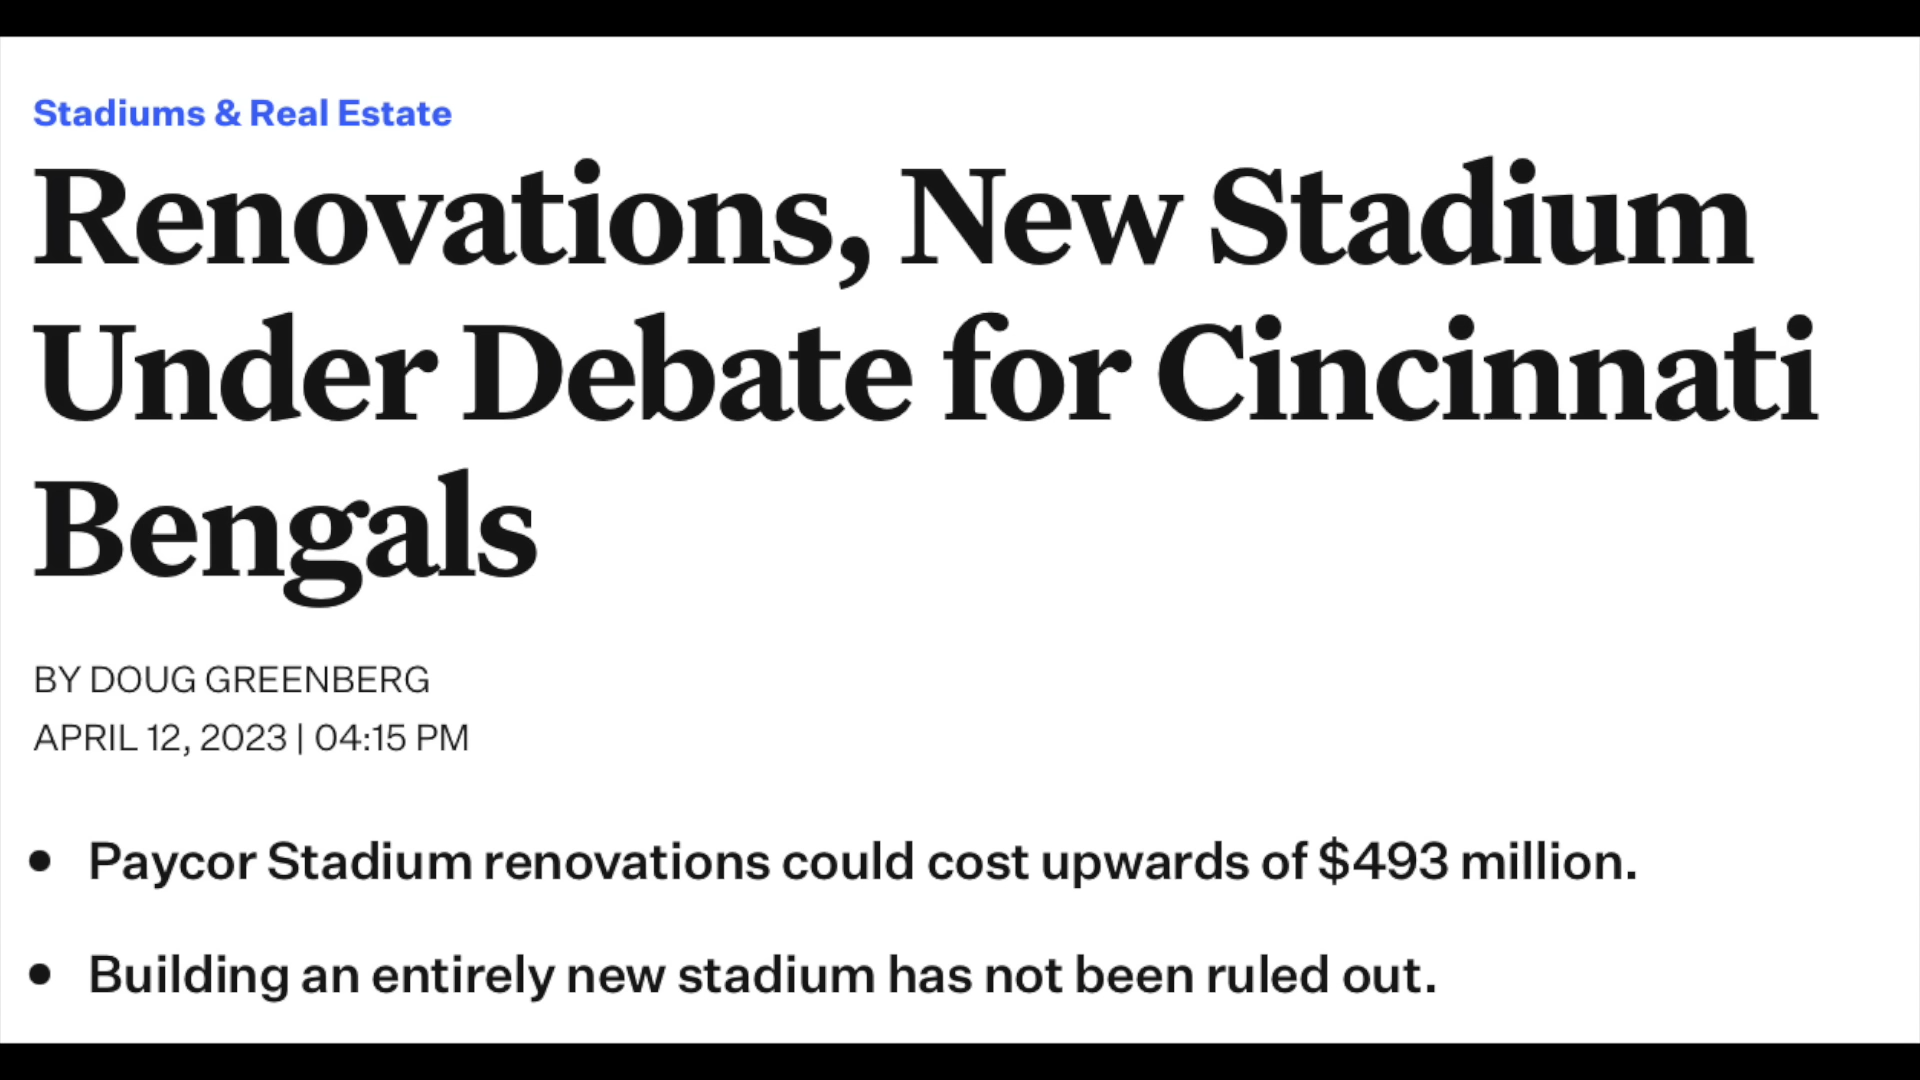 Stadiums & Real Estate
Renovations, New Stadium
Under Debate for Cincinnati
Bengals
BY DOUG GREENBERG
APRIL 12, 2023 | 04:15 PM
• Paycor Stadium renovations could cost upwards of $493 million.
• Building an entirely new stadium has not been ruled out.